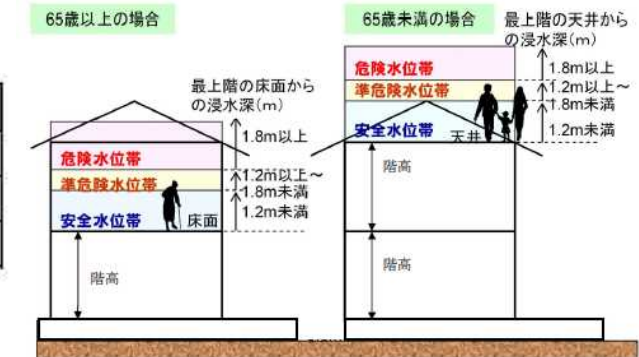 65歳以上の場合
最上階の床面から
の浸水深(m)
1.8m以上
危険水位帯
1.2m以上～
準危険水位帯
1.8m未満
1.2m未満
安全水位帯
床面
階高
65歳未満の場合
最上階の天井から
の浸水深(m)
危険水位帯
1.8m以上
準危険水位帯
1.2m以上～
1.8m未満
安全水位帯
天井
1.2m未満
階高
階高